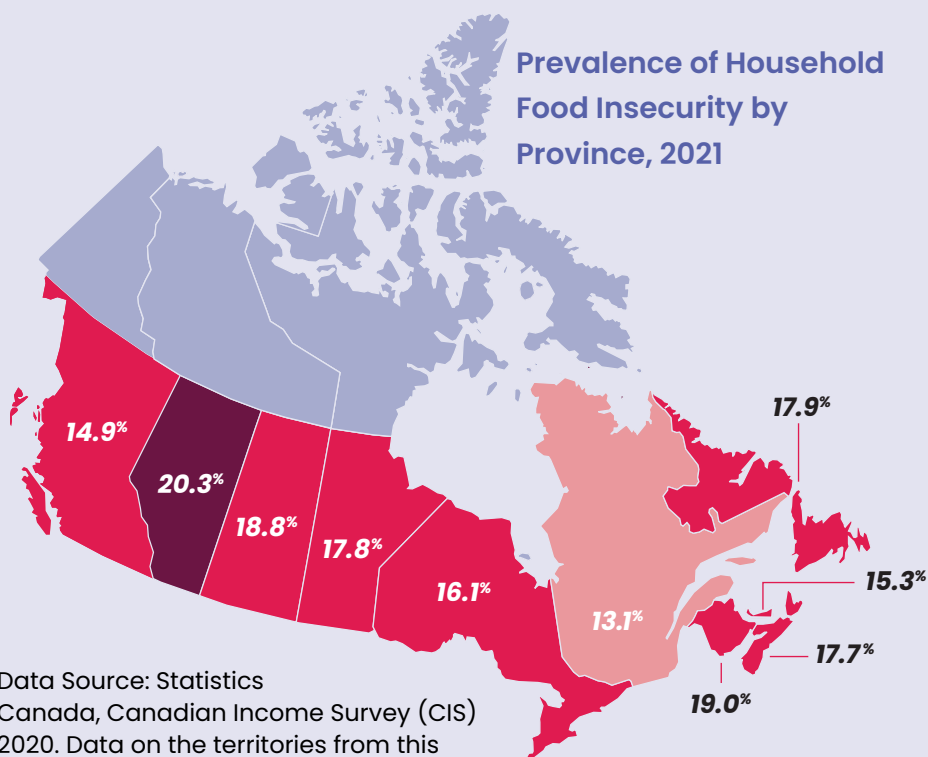 Prevalence of Household
Food Insecurity by
Province, 2021
17.9%
14.9%
20.3%
18.8%
17.8%
16.1%
15.3%
13.1%
17.7%
19.0%
Data Source: Statistics
Canada, Canadian Income Survey (CIS)
2020. Data on the territories from this